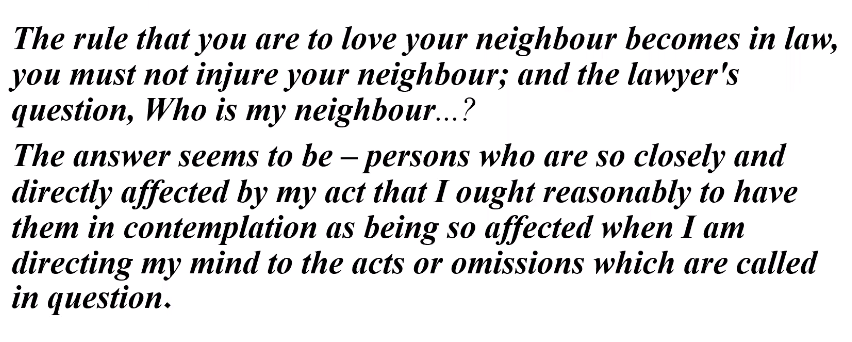 The rule that you are to love your neighbour becomes in law,
you must not injure your neighbour; and the lawyer's
question, Who is my neighbour...?
The answer seems to be – persons who are so closely and
directly affected by my act that I ought reasonably to have
them in contemplation as being so affected when I am
directing my mind to the acts or omissions which are called
in question.